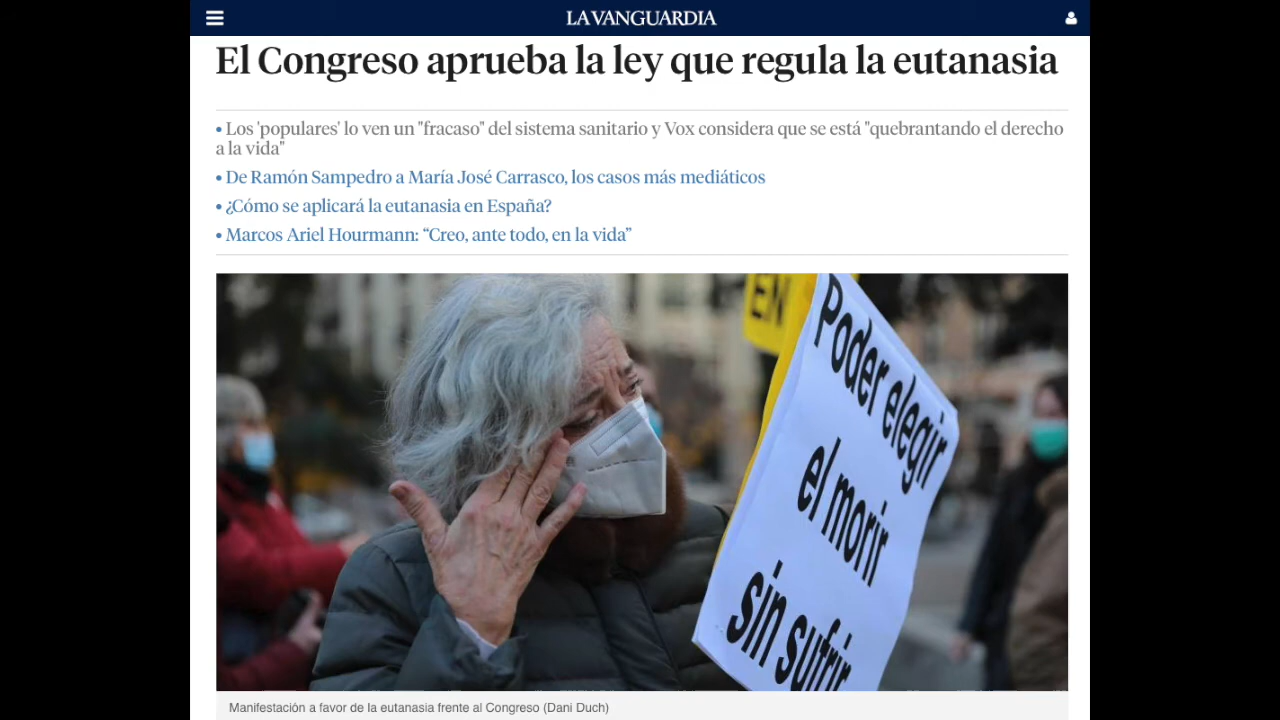 LA VANGUARDIA
El Congreso aprueba la ley que regula la eutanasia
• Los 'populares' lo ven un "fracaso" del sistema sanitario y Vox considera que se está "quebrantando el derecho
a la vida"
• De Ramón Sampedro a María José Carrasco, los casos más mediáticos
• ¿Cómo se aplicará la eutanasia en España?
• Marcos Ariel Hourmann: “Creo, ante todo, en la vida”
EN
Poder elegir
el morir
sin sufrir
Manifestación a favor de la eutanasia frente al Congreso (Dani Duch)